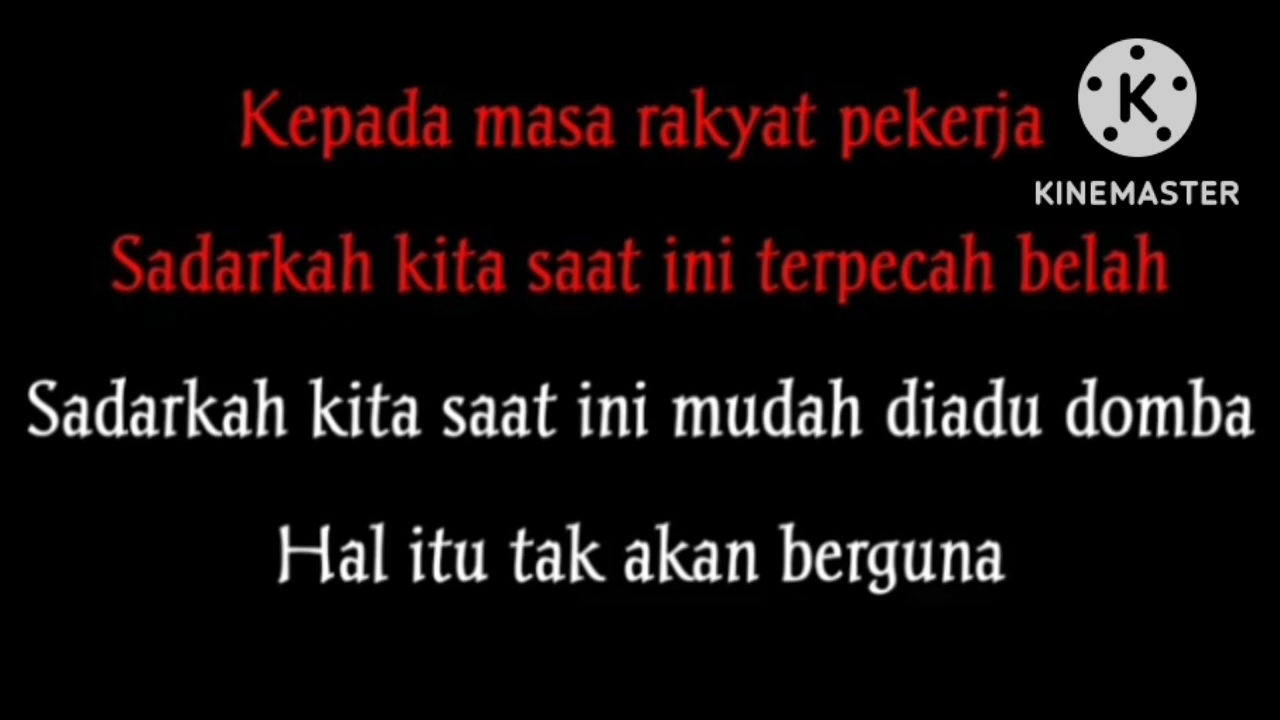 Kepada masa rakyat pekerja
KINEMASTER
Sadarkah kita saat ini terpecah belah
Sadarkah kita saat ini mudah diadu domba
Hal itu tak akan berguna